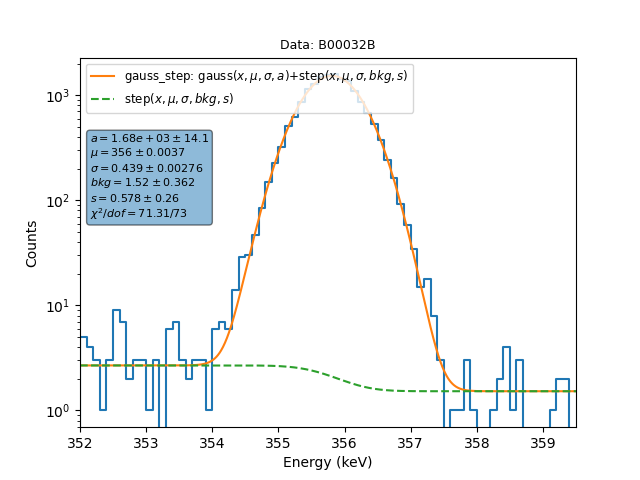 Data: B00032B
gauss_step: gauss(x, μ, σ, a)+step(x, μ, σ, bkg, s)
step(x, μ, σ, bkg, s)
a = 1.68e + 03 ± 14.1
μ = 356 ± 0.0037
σ = 0.439 ± 0.00276
bkg = 1.52 ± 0.362
s = 0.578 ± 0.26
χ²/dof = 71.31/73
Counts
10³
10²
10¹
10⁰
352 353 354 355 356 357 358 359
Energy (keV)